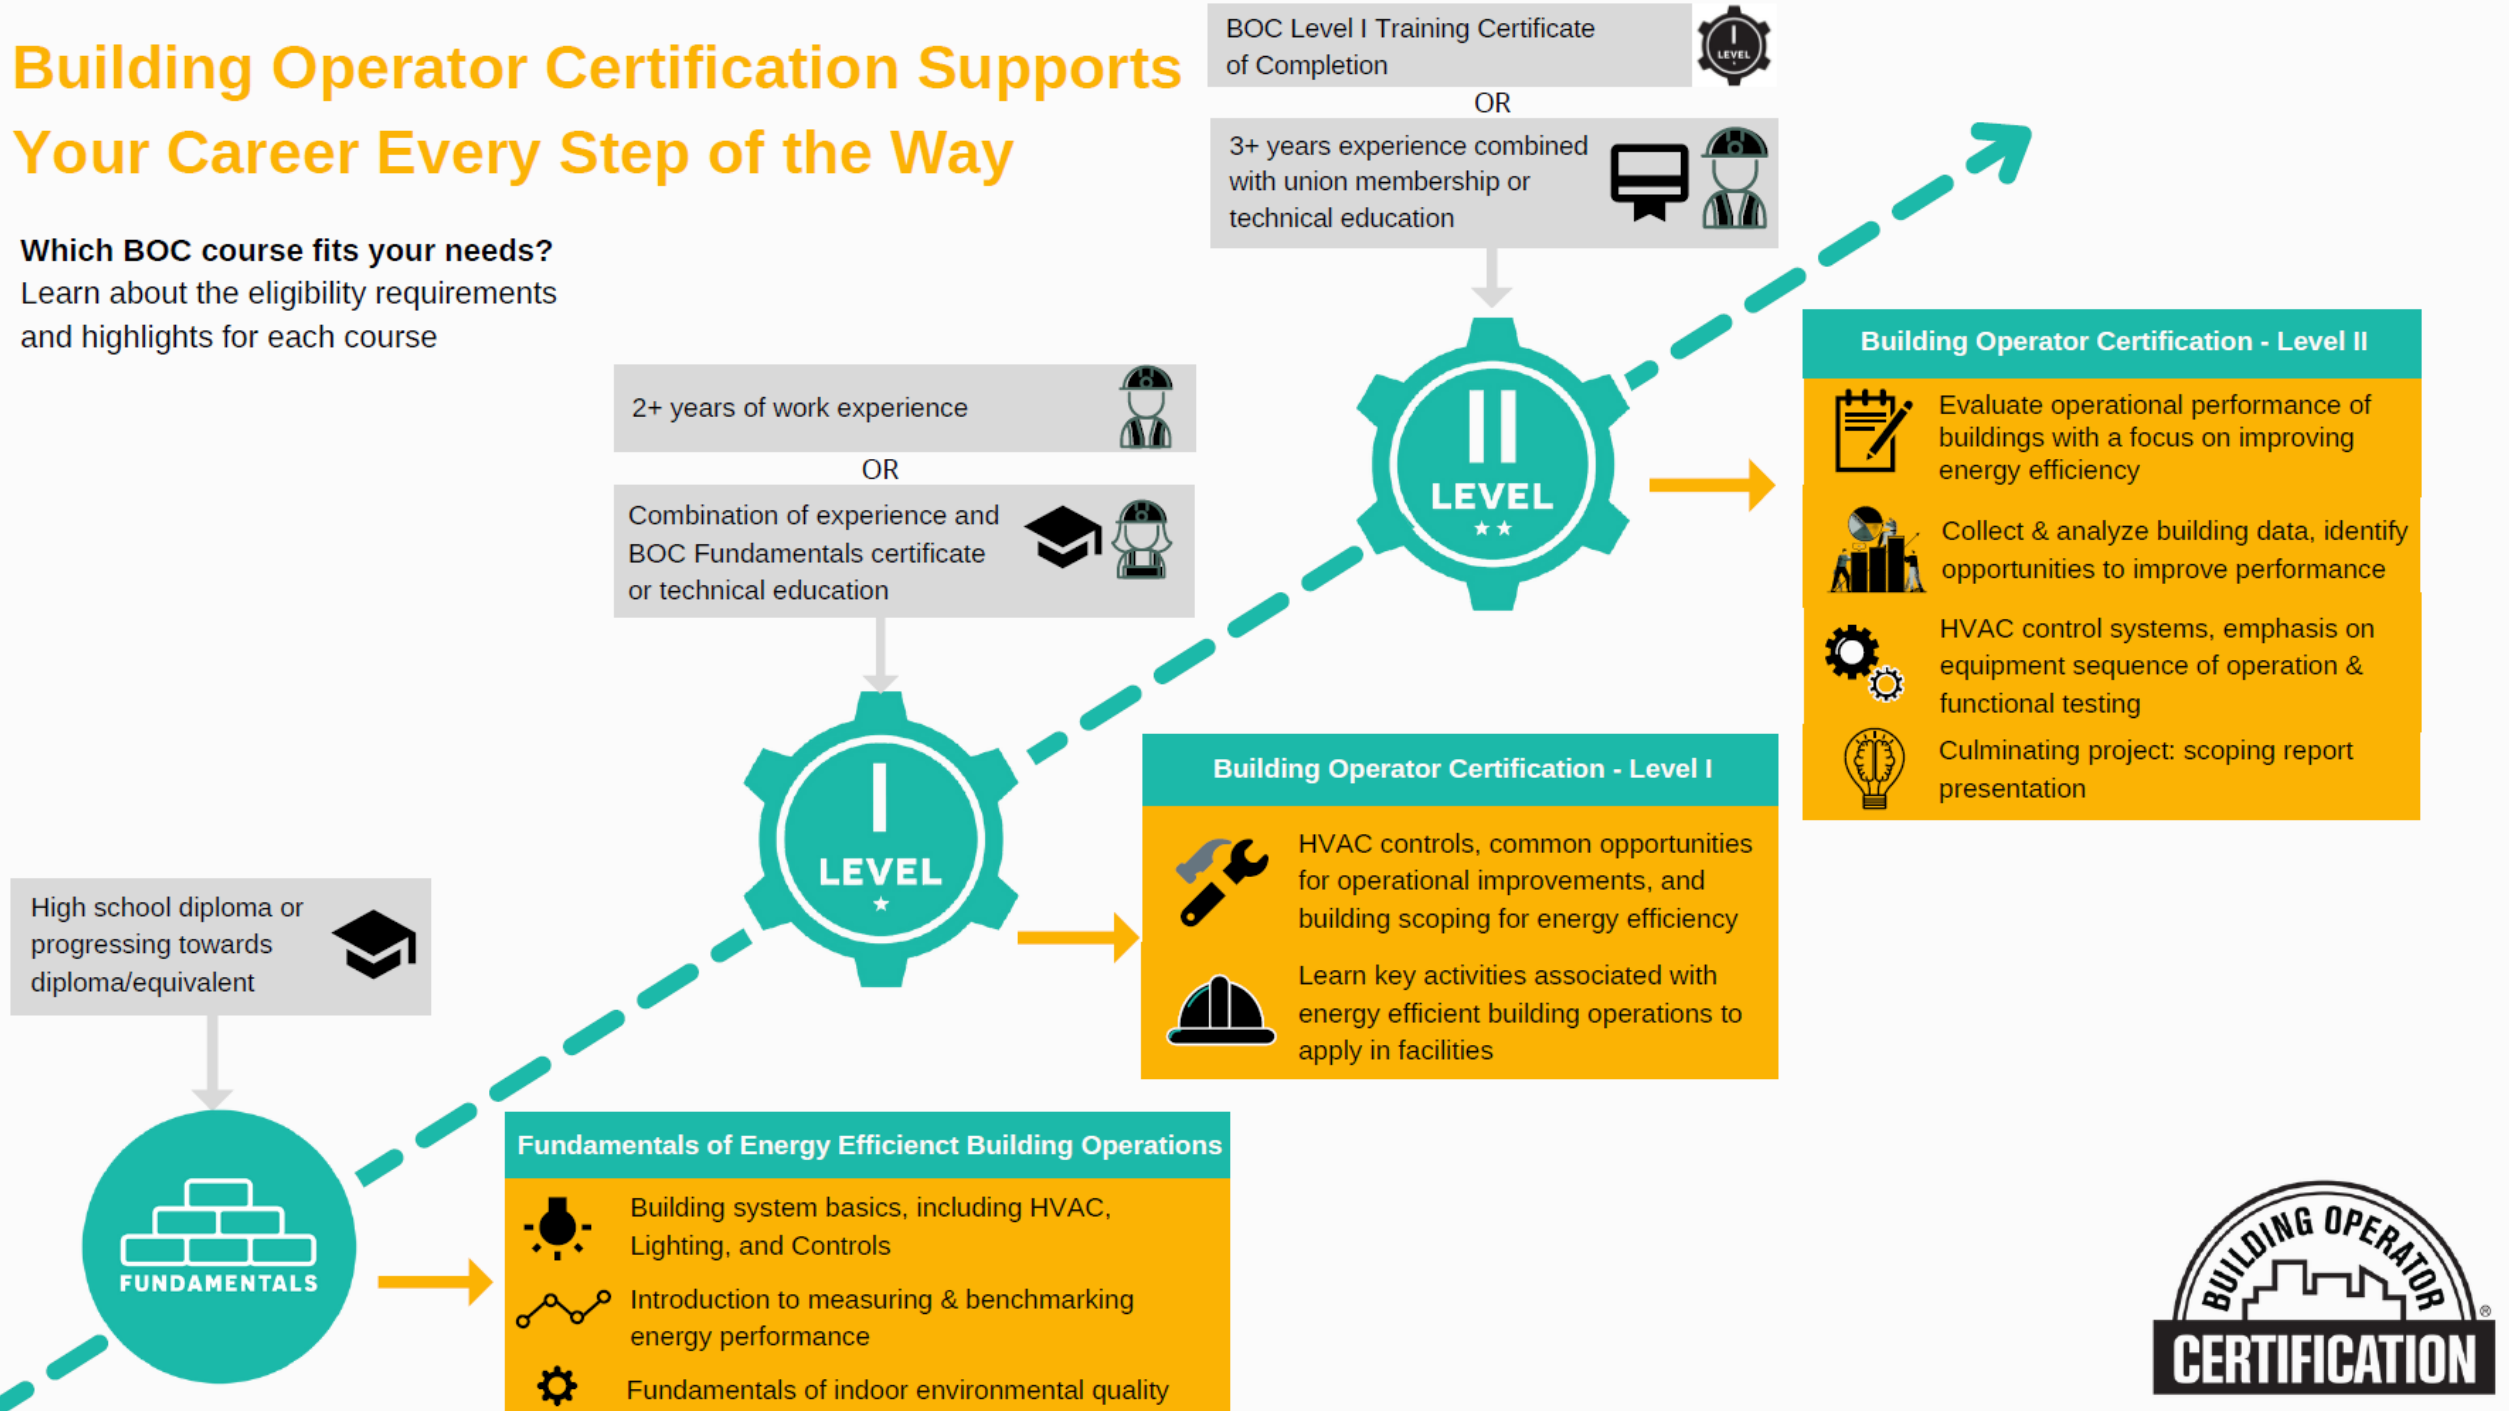 Building Operator Certification Supports
Your Career Every Step of the Way
Which BOC course fits your needs?
Learn about the eligibility requirements
and highlights for each course
BOC Level I Training Certificate
of Completion
I
LEVEL
OR
3+ years experience combined
with union membership or
technical education
II
LEVEL
Building Operator Certification - Level II
Evaluate operational performance of
buildings with a focus on improving
energy efficiency
Collect & analyze building data, identify
opportunities to improve performance
HVAC control systems, emphasis on
equipment sequence of operation &
functional testing
Culminating project: scoping report
presentation
2+ years of work experience
OR
Combination of experience and
BOC Fundamentals certificate
or technical education
I
LEVEL
Building Operator Certification - Level I
HVAC controls, common opportunities
for operational improvements, and
building scoping for energy efficiency
Learn key activities associated with
energy efficient building operations to
apply in facilities
High school diploma or
progressing towards
diploma/equivalent
FUNDAMENTALS
Fundamentals of Energy Efficienct Building Operations
Building system basics, including HVAC,
Lighting, and Controls
Introduction to measuring & benchmarking
energy performance
Fundamentals of indoor environmental quality
BUILDING OPERATOR
CERTIFICATION
®